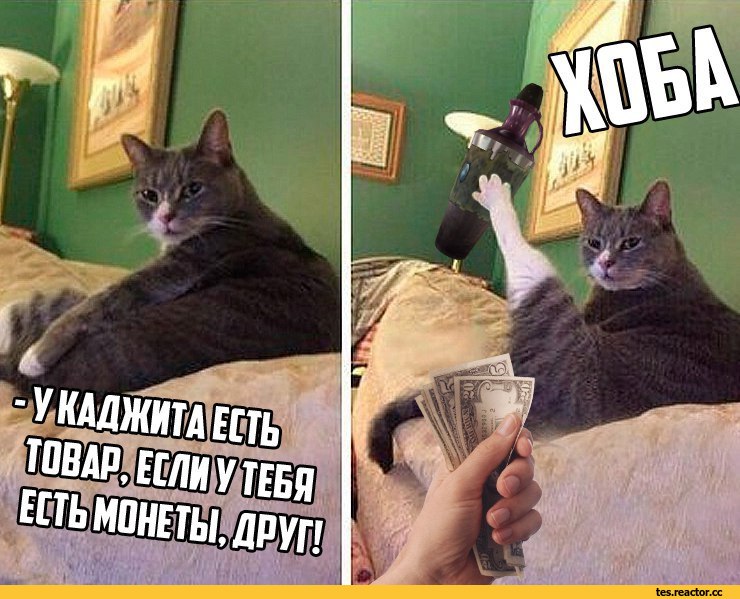 - У КАДЖИТА ЕСТЬ
ТОВАР, ЕСЛИ У ТЕБЯ
ЕСТЬ МОНЕТЫ, ДРУГ!
ХОБА
tes.reactor.cc